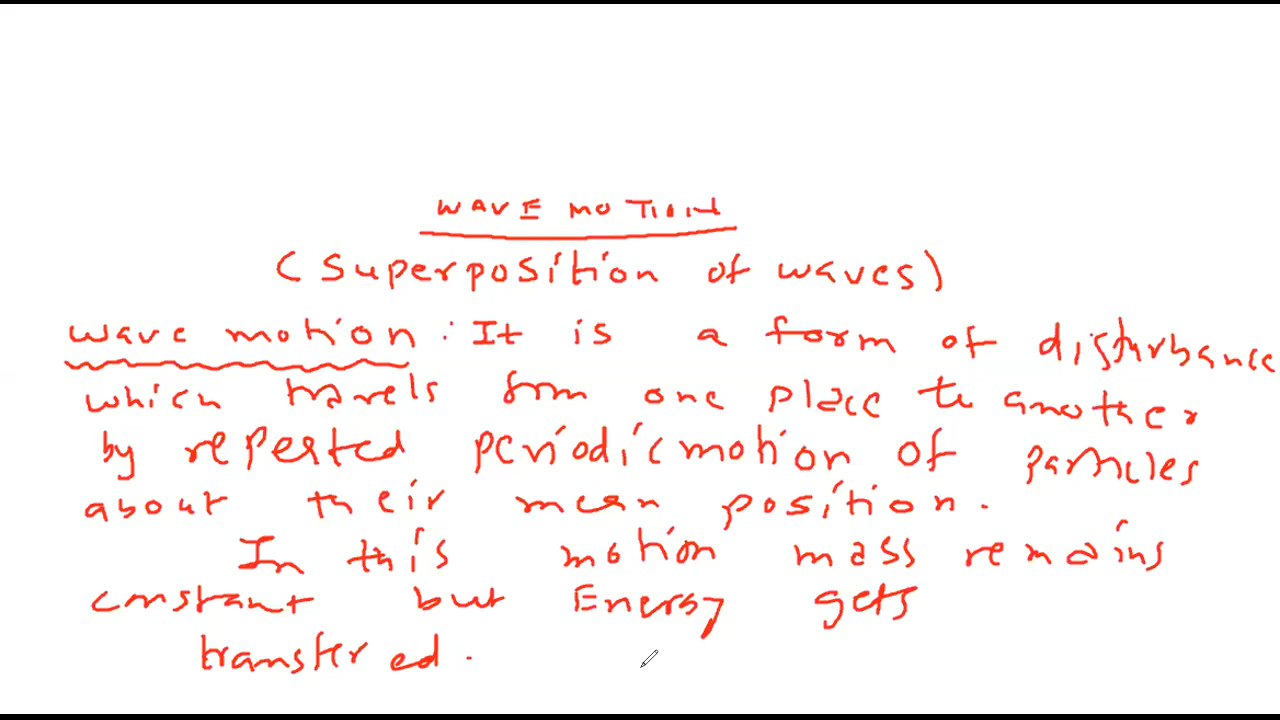 WAVE MOTION
(Superposition of waves)
wave motion : It is a form of disturbance
which travels from one place to another
by repeated periodic motion of particles
about their mean position.
In this motion mass remains
constant but Energy gets
transfered.